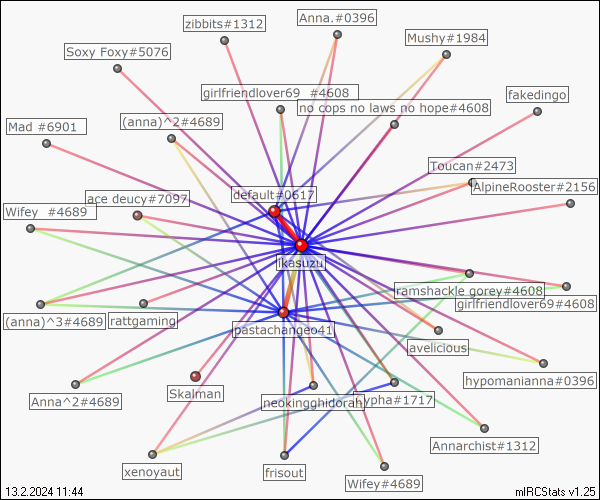 zibbits#1312
Anna.#0396
Soxy Foxy#5076
Mushy#1984
girlfriendlover69 #4608
fakedingo
no cops no laws no hope#4608
Mad #6901
(anna)^2#4689
Toucan#2473
AlpineRooster#2156
ace deucy#7097
default#0617
Wifey #4689
ikasuzu
ramshackle gorey#4608
girlfriendlover69#4608
(anna)^3#4689
rattgaming
pastachangeo41
avelicious
hypomanianna#0396
Skalman
Anna^2#4689
neokingghidorah
hypha#1717
Annarchist#1312
xenoyaut
frisout
Wifey#4689
13.2.2024 11:44
mIRCStats v1.25